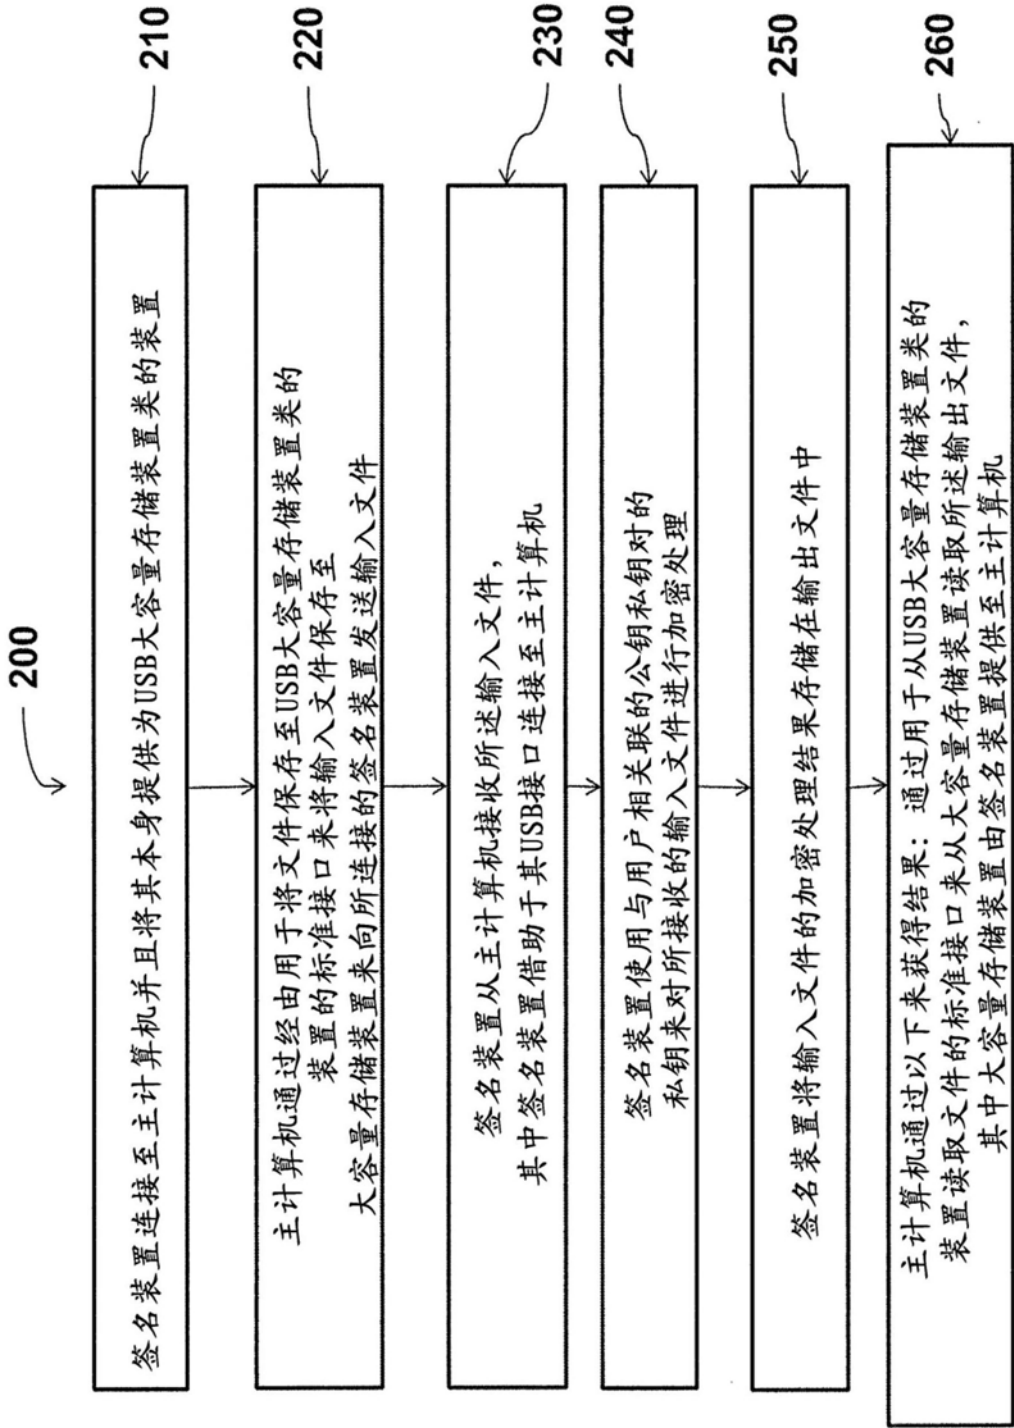 200
签名装置连接至主计算机并且将其本身提供为USB大容量存储装置类的装置
210
主计算机通过经由用于将文件保存至USB大容量存储装置类的
装置的标准接口来将输入文件保存至
大容量存储装置来向所连接的签名装置发送输入文件
220
签名装置从主计算机接收所述输入文件，
其中签名装置借助于其USB接口连接至主计算机
230
签名装置使用与用户相关联的公钥私钥对的
私钥来对所接收的输入文件进行加密处理
240
签名装置将输入文件的加密处理结果存储在输出文件中
250
主计算机通过以下来获得结果：通过用于从USB大容量存储装置类的
装置读取文件的标准接口来从大容量存储装置读取所述输出文件，
其中大容量存储装置由签名装置提供至主计算机
260